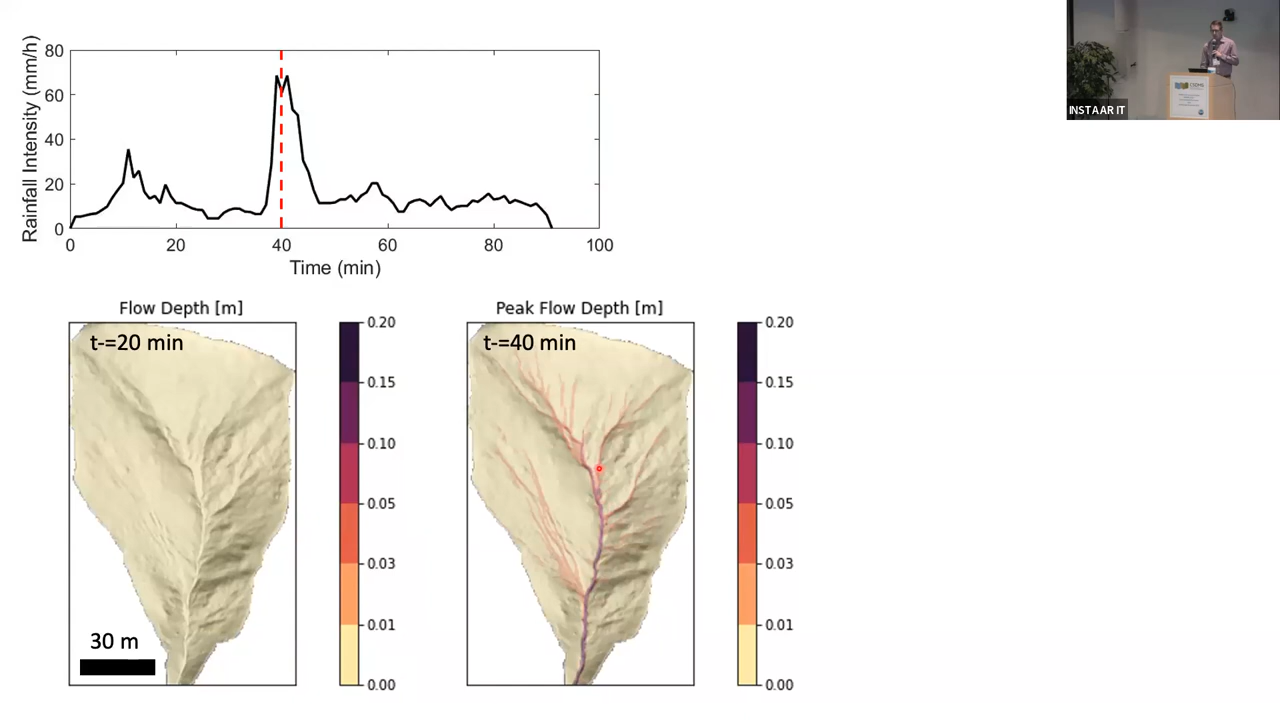 INSTAAR IT
CSDMS
Rainfall Intensity (mm/h)
80
60
40
20
0
0 20 40 60 80 100
Time (min)
Flow Depth [m]
t-=20 min
30 m
0.20
0.15
0.10
0.05
0.03
0.01
0.00
Peak Flow Depth [m]
t-=40 min
0.20
0.15
0.10
0.05
0.03
0.01
0.00